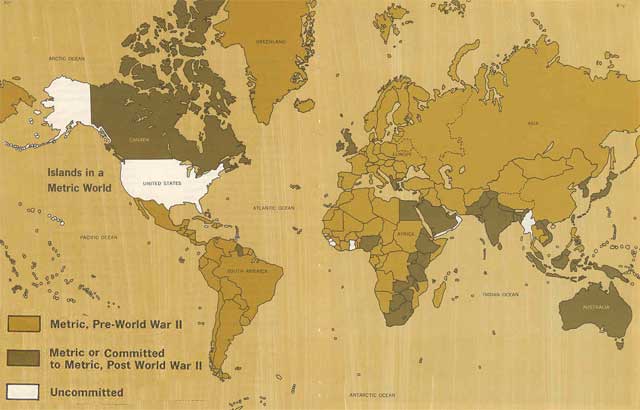 ARCTIC OCEAN
GREENLAND
CANADA
Islands in a
Metric World
UNITED STATES
EUROPE
ASIA
ATLANTIC OCEAN
PACIFIC OCEAN
AFRICA
SOUTH AMERICA
INDIAN OCEAN
AUSTRALIA
Metric, Pre-World War II
Metric or Committed
to Metric, Post World War II
Uncommitted
ANTARCTIC OCEAN